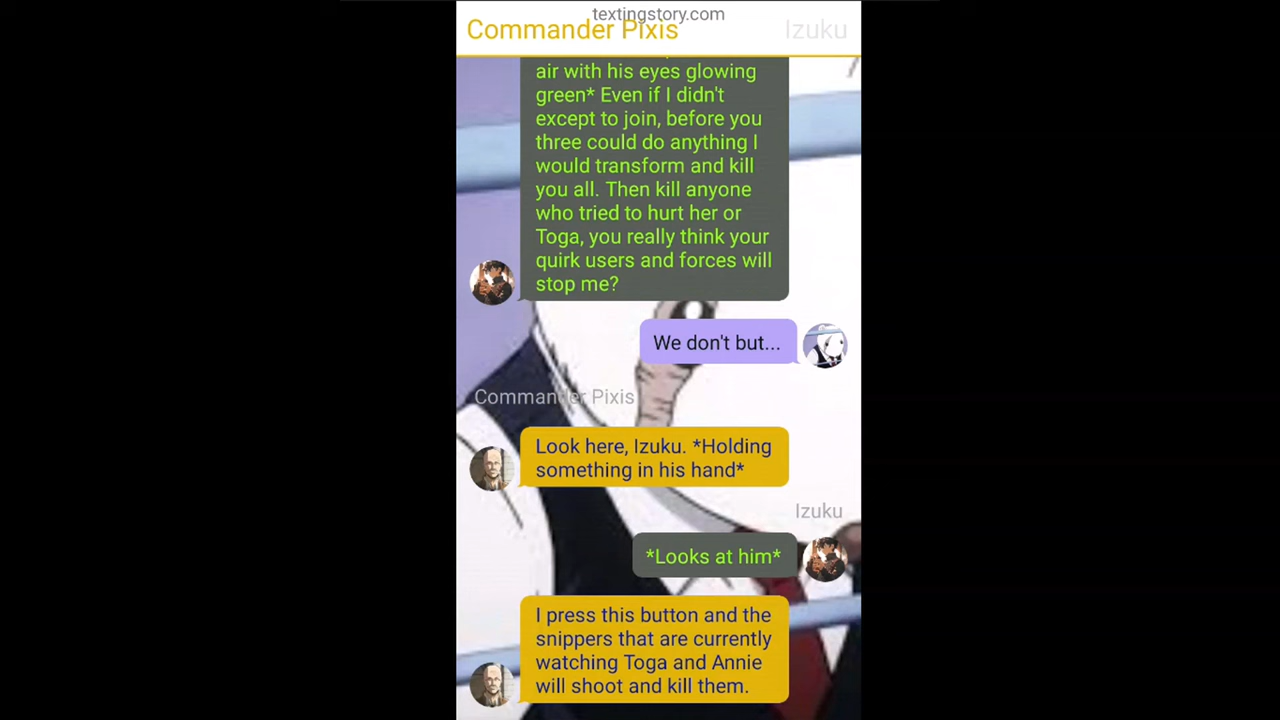 textingstory.com
Commander Pixis
Izuku
air with his eyes glowing
green* Even if I didn't
except to join, before you
three could do anything I
would transform and kill
you all. Then kill anyone
who tried to hurt her or
Toga, you really think your
quirk users and forces will
stop me?
We don't but...
Commander Pixis
Look here, Izuku. *Holding
something in his hand*
Izuku
*Looks at him*
I press this button and the
snippers that are currently
watching Toga and Annie
will shoot and kill them.